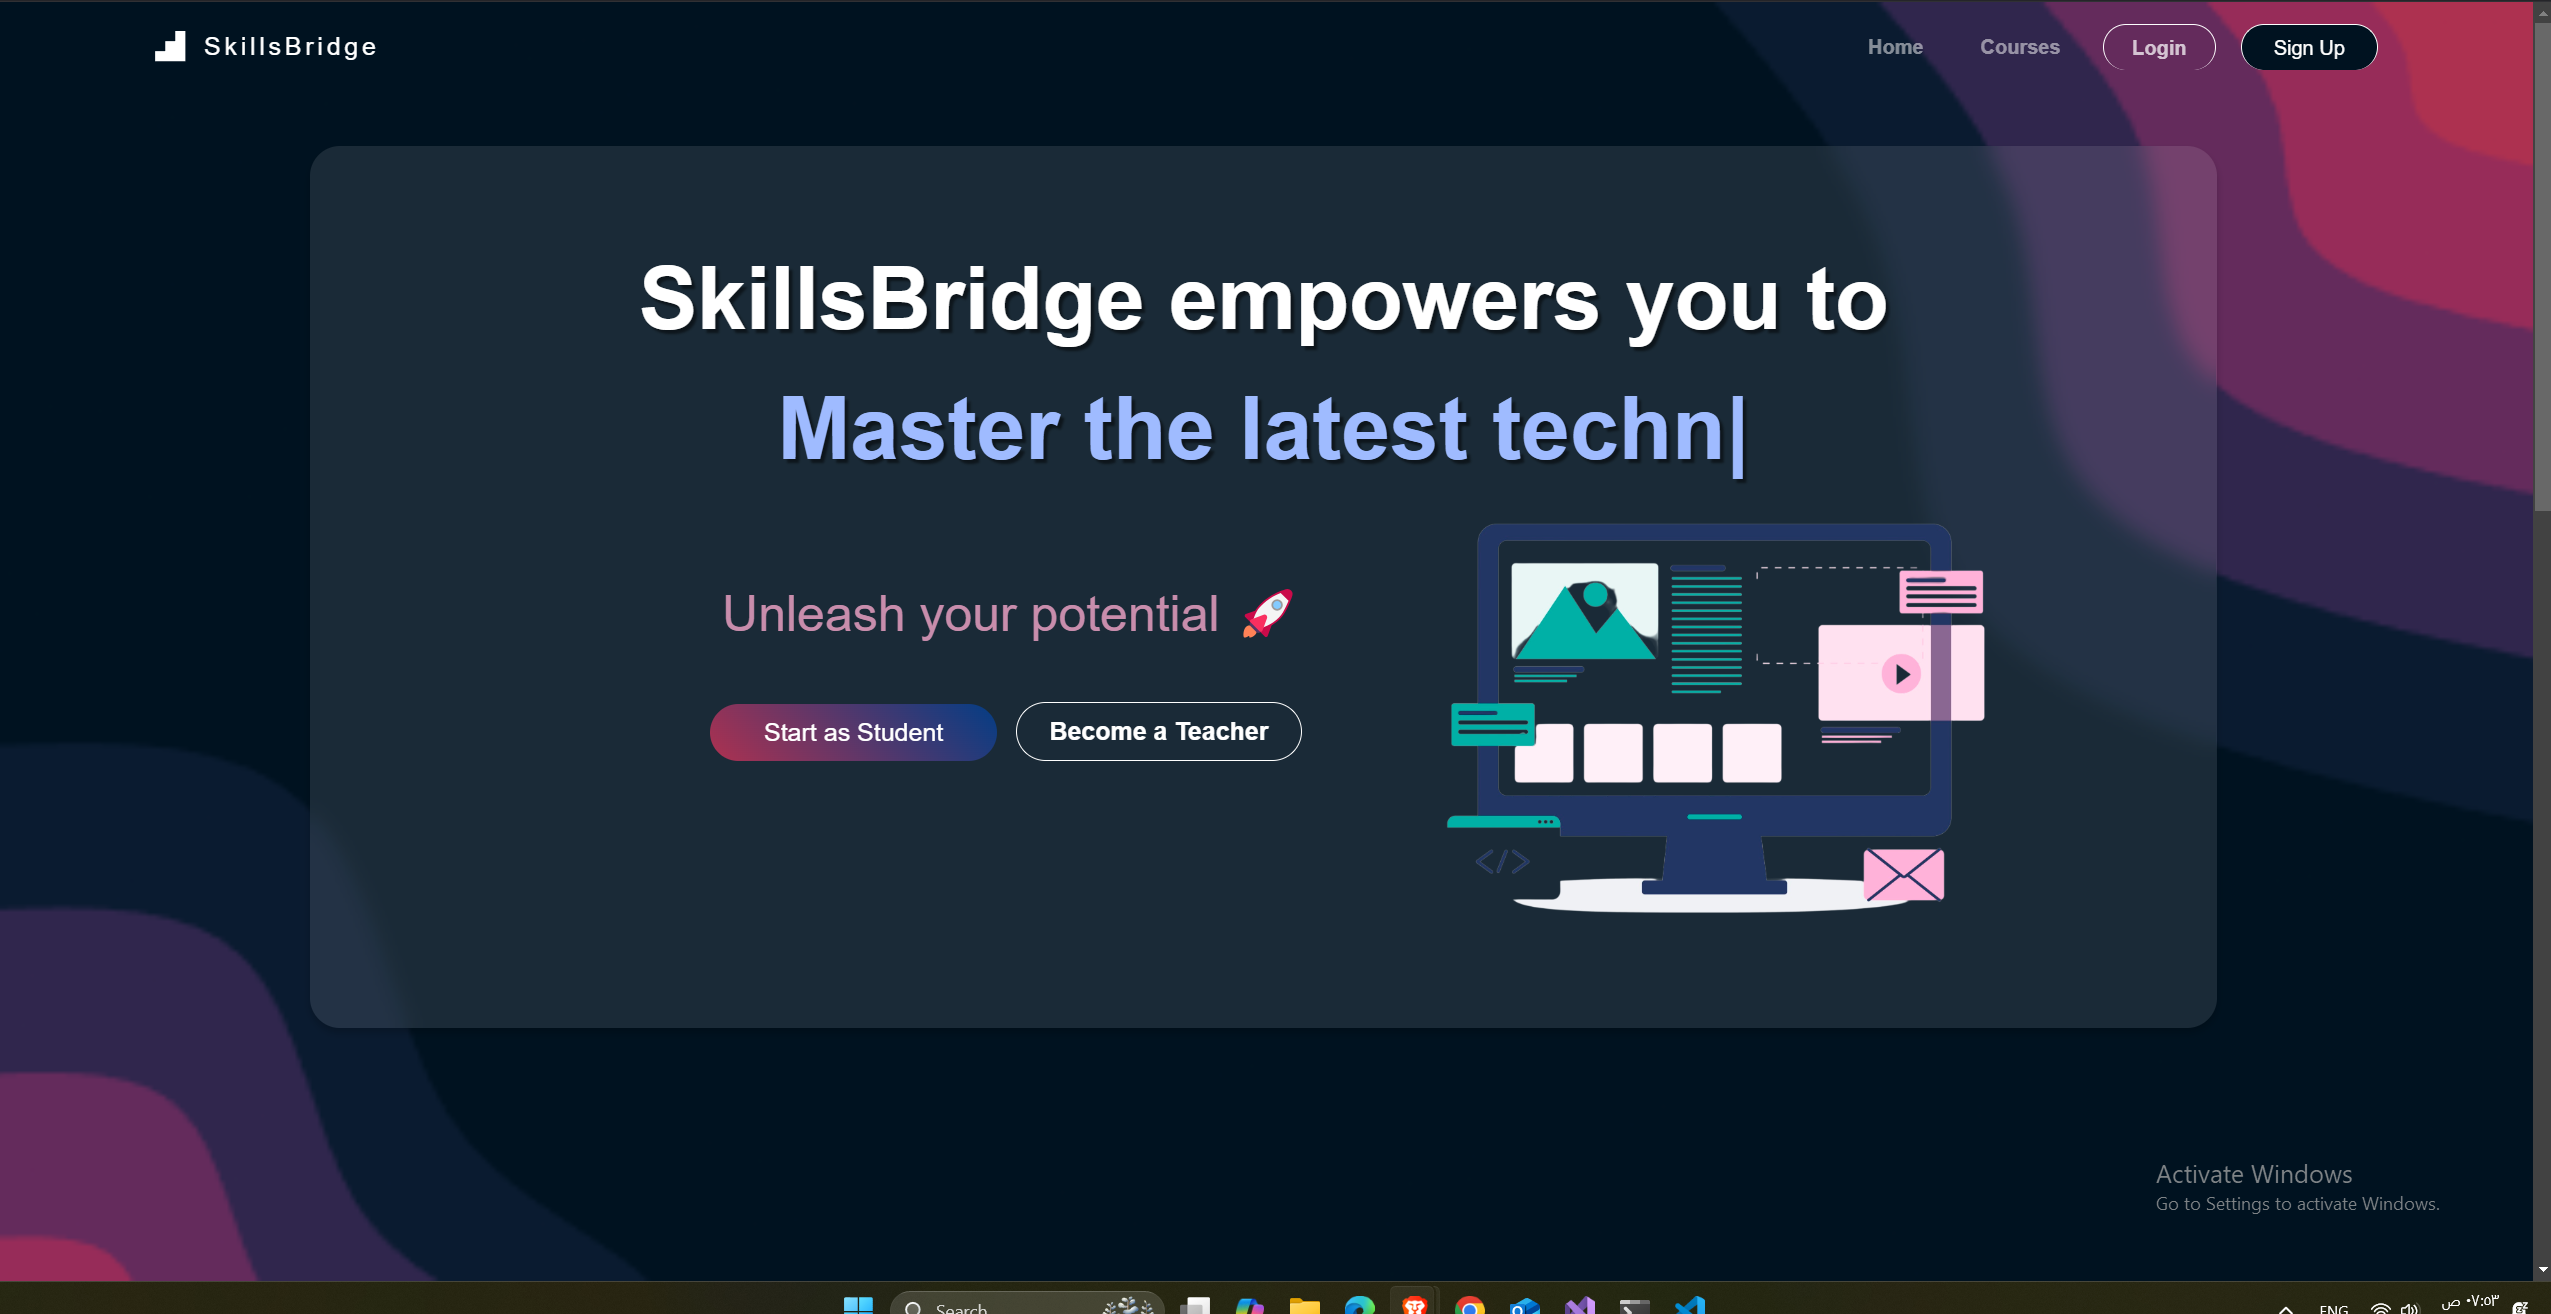 SkillsBridge
Home
Courses
Login
Sign Up
SkillsBridge empowers you to
Master the latest techn|
Unleash your potential 🚀
Start as Student
Become a Teacher
</>
Activate Windows
Go to Settings to activate Windows.
Search
ENG
٠٧:٥٣ ص